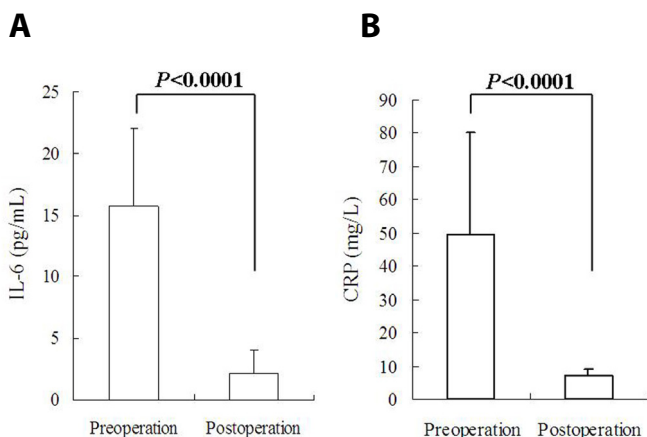 A
B
P<0.0001
P<0.0001
IL-6 (pg/mL)
25
20
15
10
5
0
Preoperation Postoperation
CRP (mg/L)
90
80
70
60
50
40
30
20
10
0
Preoperation Postoperation